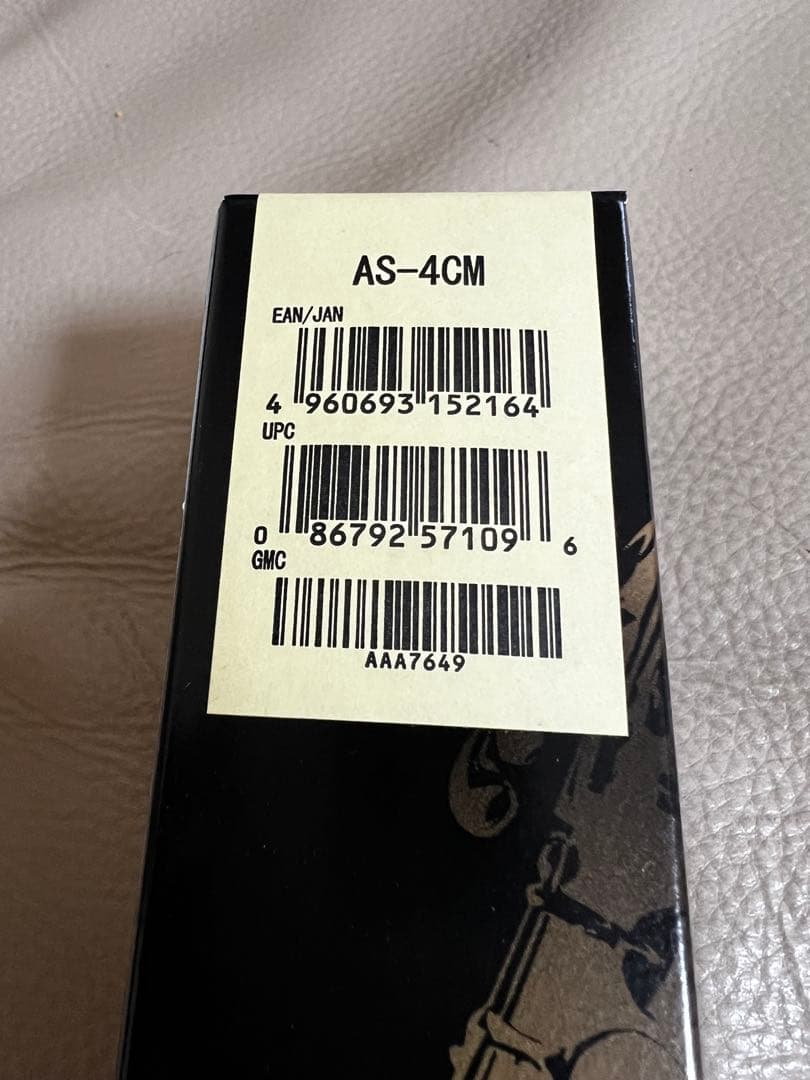 AS-4CM
EAN/JAN
4 960693 152164
UPC
0 86792 57109 6
GMC
AAA7649